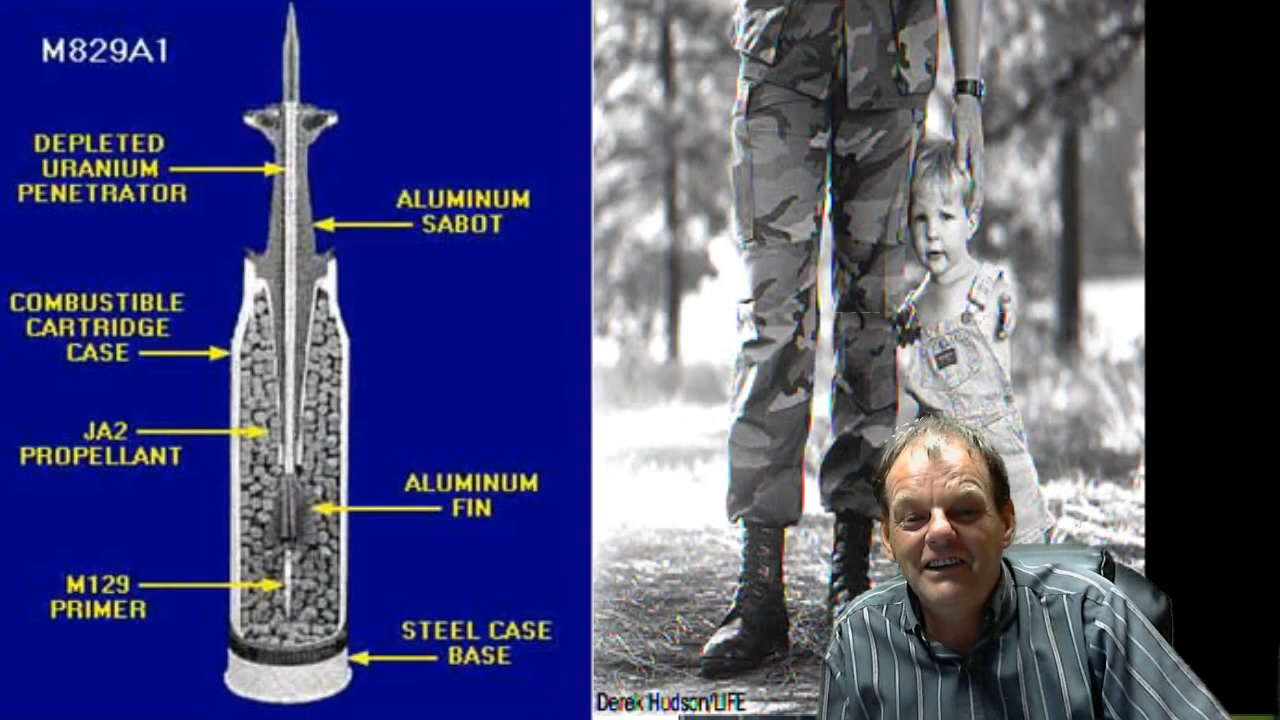 M829A1
DEPLETED
URANIUM
PENETRATOR
ALUMINUM
SABOT
COMBUSTIBLE
CARTRIDGE
CASE
JA2
PROPELLANT
ALUMINUM
FIN
M129
PRIMER
STEEL CASE
BASE
Derek Hudson/LIFE